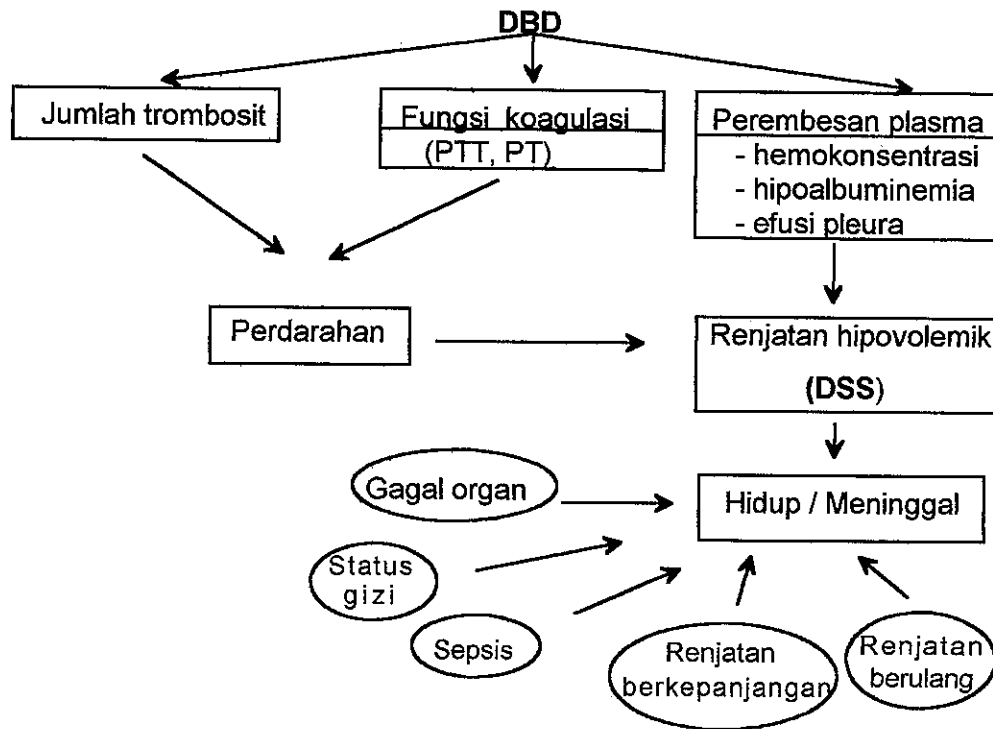 DBD
Jumlah trombosit
Fungsi koagulasi
(PTT, PT)
Perembesan plasma
- hemokonsentrasi
- hipoalbuminemia
- efusi pleura
Perdarahan
Renjatan hipovolemik
(DSS)
Gagal organ
Hidup / Meninggal
Status
gizi
Sepsis
Renjatan
berkepanjangan
Renjatan
berulang